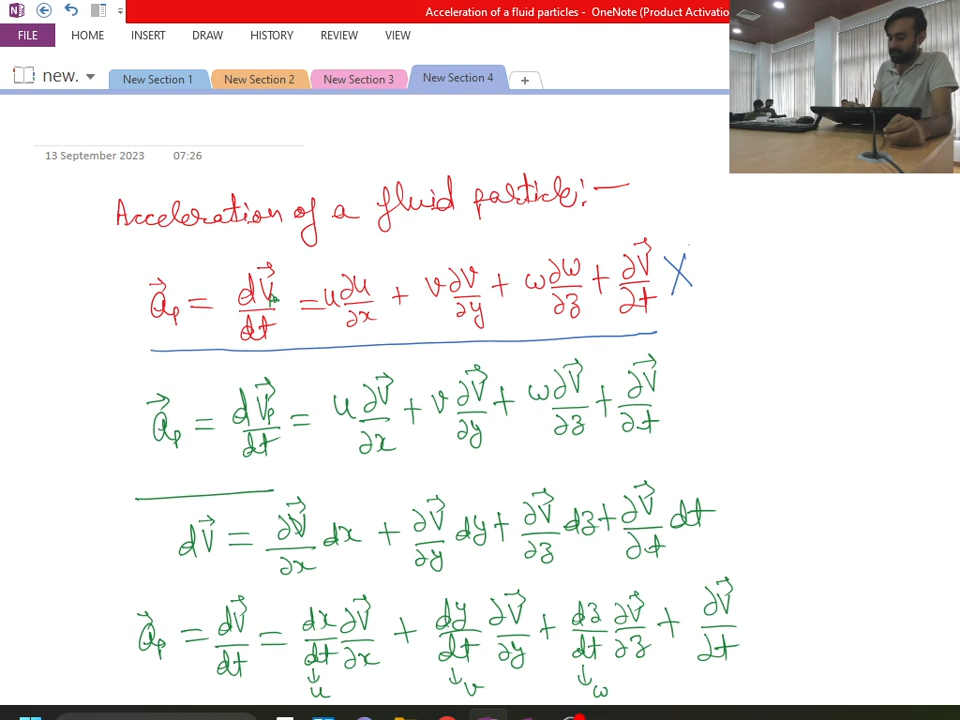 Acceleration of a fluid particles - OneNote (Product Activatio
FILE HOME INSERT DRAW HISTORY REVIEW VIEW
new. New Section 1 New Section 2 New Section 3 New Section 4 +
13 September 2023 07:26
Acceleration of a fluid particle:—
a⃗ₚ = dV⃗ₚ/dt = u ∂u/∂x + v ∂v/∂y + ω ∂ω/∂z + ∂V⃗/∂t X
a⃗ₚ = dV⃗ₚ/dt = u ∂V⃗/∂x + v ∂V⃗/∂y + ω ∂V⃗/∂z + ∂V⃗/∂t
dV⃗ = ∂V⃗/∂x dx + ∂V⃗/∂y dy + ∂V⃗/∂z dz + ∂V⃗/∂t dt
a⃗ₚ = dV⃗/dt = dx/dt ∂V⃗/∂x + dy/dt ∂V⃗/∂y + dz/dt ∂V⃗/∂z + ∂V⃗/∂t
↓u ↓v ↓ω